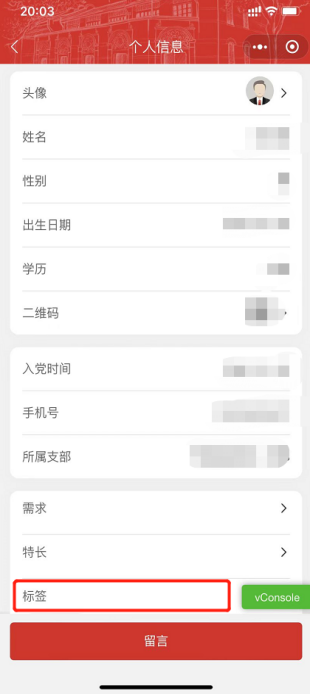 20:03
个人信息
头像
姓名
性别
出生日期
学历
二维码
入党时间
手机号
所属支部
需求
特长
标签
vConsole
留言